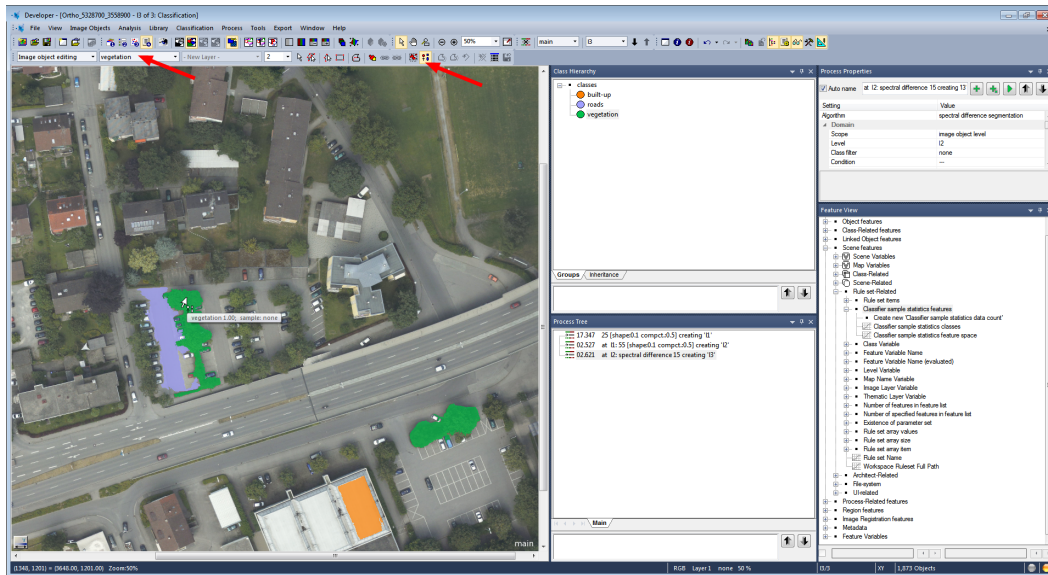 Developer - [Ortho_5328700_3558900 - l3 of 3: Classification]
File View Image Objects Analysis Library Classification Process Tools Export Window Help
50% main l3
Image object editing vegetation - New Layer - 2
vegetation 1.00; sample: none
main
Class Hierarchy
classes
built-up
roads
vegetation
Groups Inheritance
Process Tree
17.347 25 [shape:0.1 compct.:0.5] creating 'l1'
02.527 at l1: 55 [shape:0.1 compct.:0.5] creating 'l2'
02.621 at l2: spectral difference 15 creating 'l3'
Main
Process Properties
Auto name at l2: spectral difference 15 creating 'l3
Setting Value
Algorithm spectral difference segmentation
Domain
Scope image object level
Level l2
Class filter none
Condition ---
Feature View
Object features
Class-Related features
Linked Object features
Scene features
Scene Variables
Map Variables
Class-Related
Scene-Related
Rule set-Related
Rule set items
Classifier sample statistics features
Create new 'Classifier sample statistics data count'
Classifier sample statistics classes
Classifier sample statistics feature space
Class Variable
Feature Variable Name
Feature Variable Name (evaluated)
Level Variable
Map Name Variable
Image Layer Variable
Thematic Layer Variable
Number of features in feature list
Number of specified features in feature list
Existence of parameter set
Rule set array values
Rule set array size
Rule set array item
Rule set Name
Workspace Ruleset Full Path
Architect-Related
File-system
UI-related
Process-Related features
Region features
Image Registration features
Metadata
Feature Variables
(1348, 1201) = (3648.00, 1201.00) Zoom:50%
RGB Layer 1 none 50 % l3/3 XY 1,873 Objects